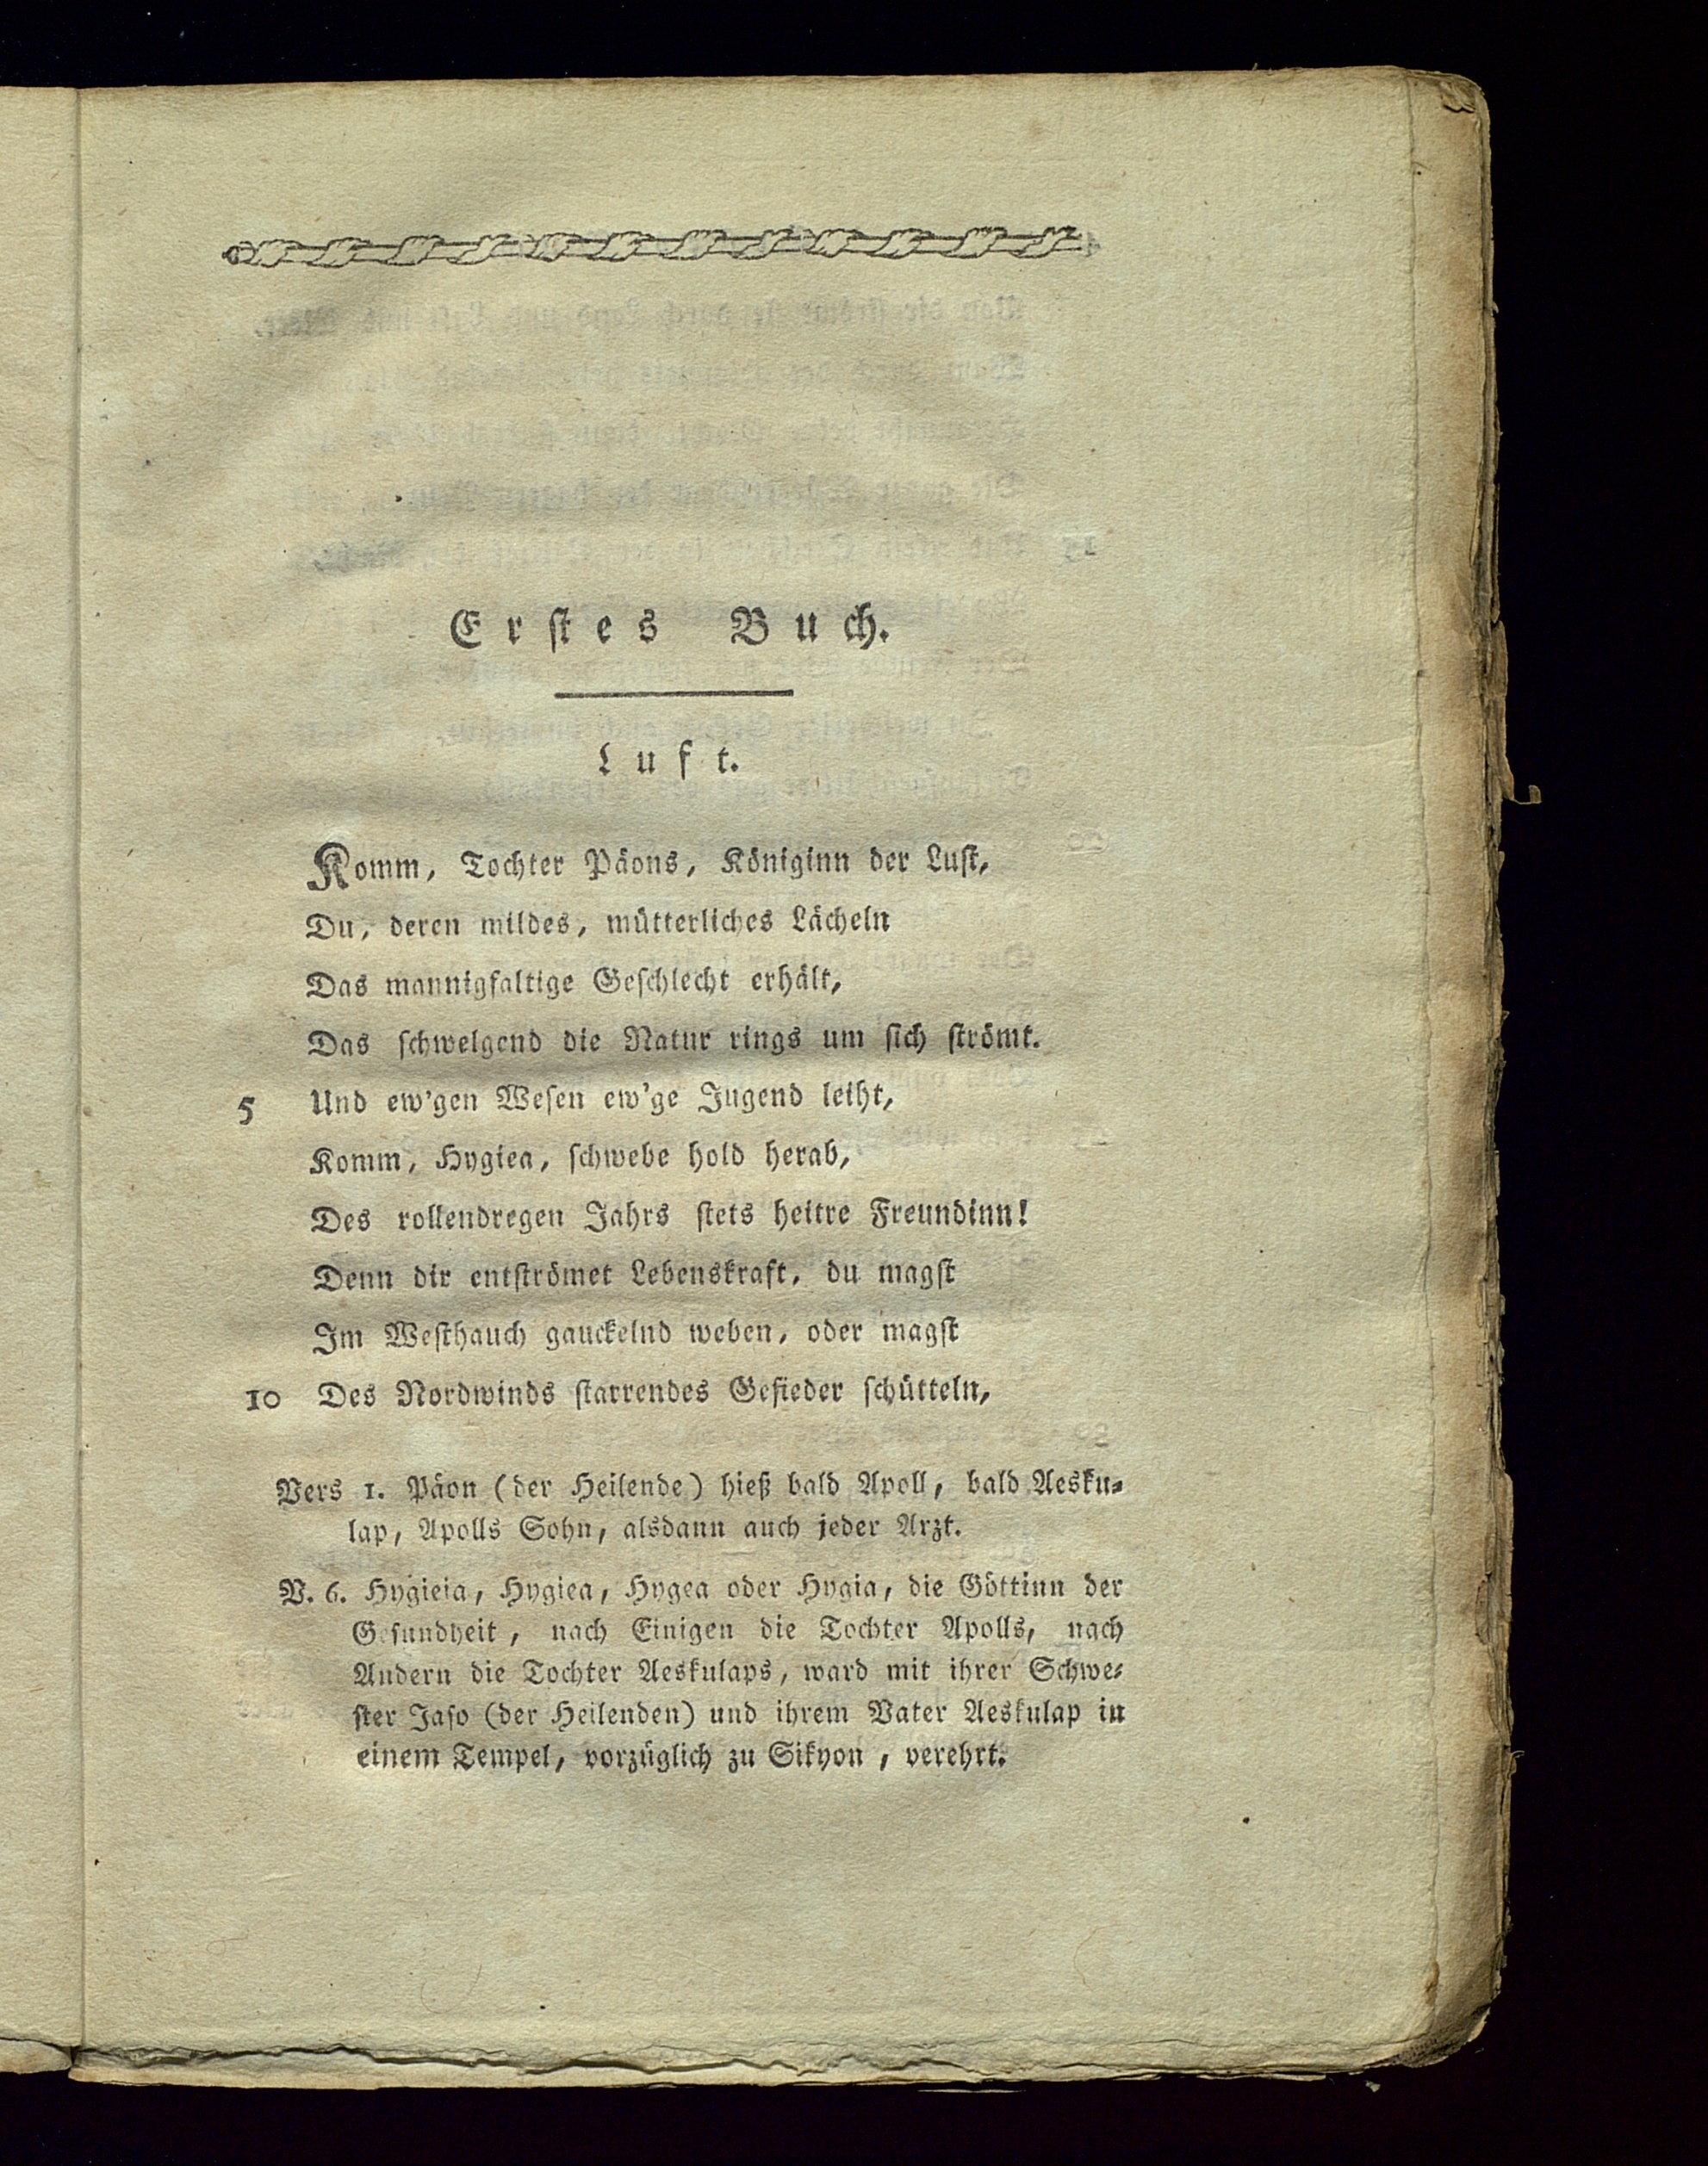 Erstes Buch.
Luft.
Komm, Tochter Päons, Königinn der Lust,
Du, deren mildes, mütterliches Lächeln
Das mannigfaltige Geschlecht erhält,
Das schwelgend die Natur rings um sich strömt.
5 Und ew'gen Wesen ew'ge Jugend leiht,
Komm, Hygiea, schwebe hold herab,
Des rollendregen Jahrs stets heitre Freundinn!
Denn dir entströmet Lebenskraft, du magst
Im Westhauch gauckelnd weben, oder magst
10 Des Nordwinds starrendes Gefieder schütteln,
Vers 1. Päon (der Heilende) hieß bald Apoll, bald Aesku-
lap, Apolls Sohn, alsdann auch jeder Arzt.
V. 6. Hygieia, Hygiea, Hygea oder Hygia, die Göttinn der
Gesundheit, nach Einigen die Tochter Apolls, nach
Andern die Tochter Aeskulaps, ward mit ihrer Schwe-
ster Jaso (der Heilenden) und ihrem Vater Aeskulap in
einem Tempel, vorzüglich zu Sikyon, verehrt.